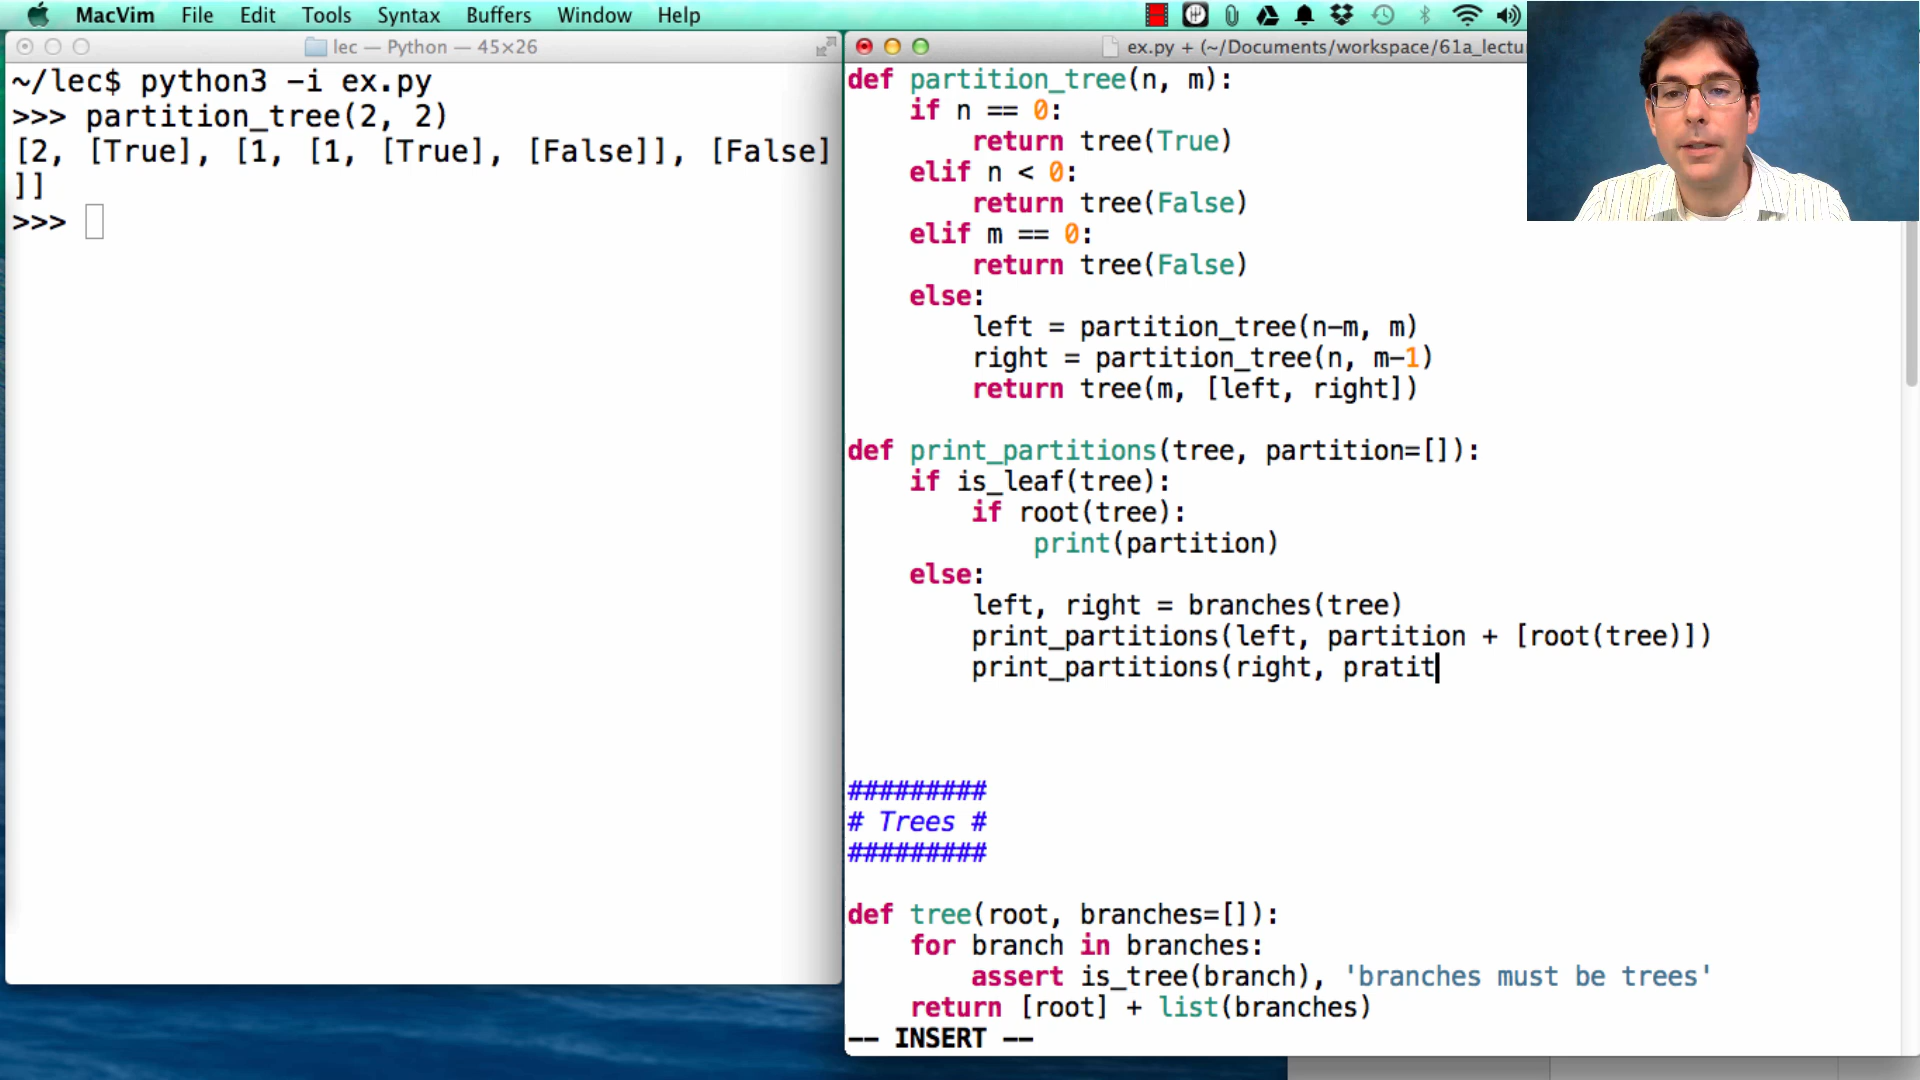 MacVim File Edit Tools Syntax Buffers Window Help
lec — Python — 45×26
~/lec$ python3 -i ex.py
>>> partition_tree(2, 2)
[2, [True], [1, [1, [True], [False]], [False]
]]
>>>
ex.py + (~/Documents/workspace/61a_lectu
def partition_tree(n, m):
    if n == 0:
        return tree(True)
    elif n < 0:
        return tree(False)
    elif m == 0:
        return tree(False)
    else:
        left = partition_tree(n-m, m)
        right = partition_tree(n, m-1)
        return tree(m, [left, right])
def print_partitions(tree, partition=[]):
    if is_leaf(tree):
        if root(tree):
            print(partition)
    else:
        left, right = branches(tree)
        print_partitions(left, partition + [root(tree)])
        print_partitions(right, pratit
#########
# Trees #
#########
def tree(root, branches=[]):
    for branch in branches:
        assert is_tree(branch), 'branches must be trees'
    return [root] + list(branches)
-- INSERT --